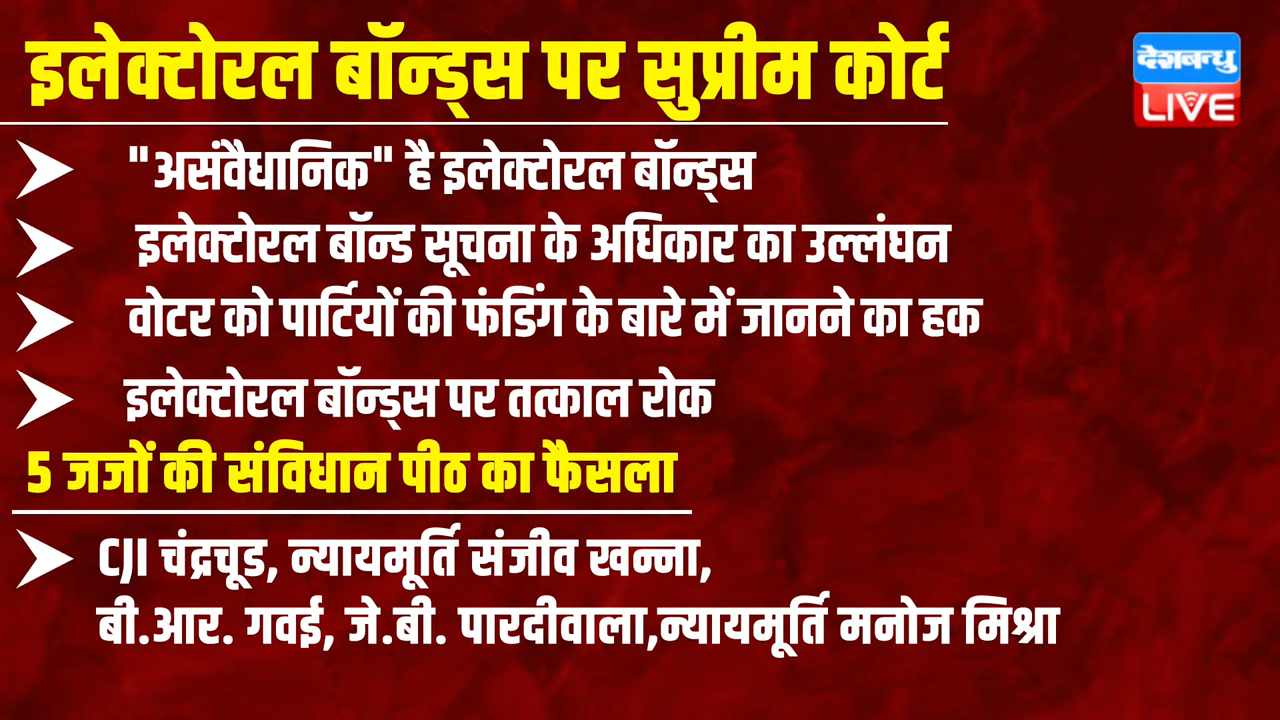 इलेक्टोरल बॉन्ड्स पर सुप्रीम कोर्ट
देशबन्धु
LIVE
"असंवैधानिक" है इलेक्टोरल बॉन्ड्स
इलेक्टोरल बॉन्ड सूचना के अधिकार का उल्लंघन
वोटर को पार्टियों की फंडिंग के बारे में जानने का हक
इलेक्टोरल बॉन्ड्स पर तत्काल रोक
5 जजों की संविधान पीठ का फैसला
CJI चंद्रचूड, न्यायमूर्ति संजीव खन्ना,
बी.आर. गवई, जे.बी. पारदीवाला,न्यायमूर्ति मनोज मिश्रा